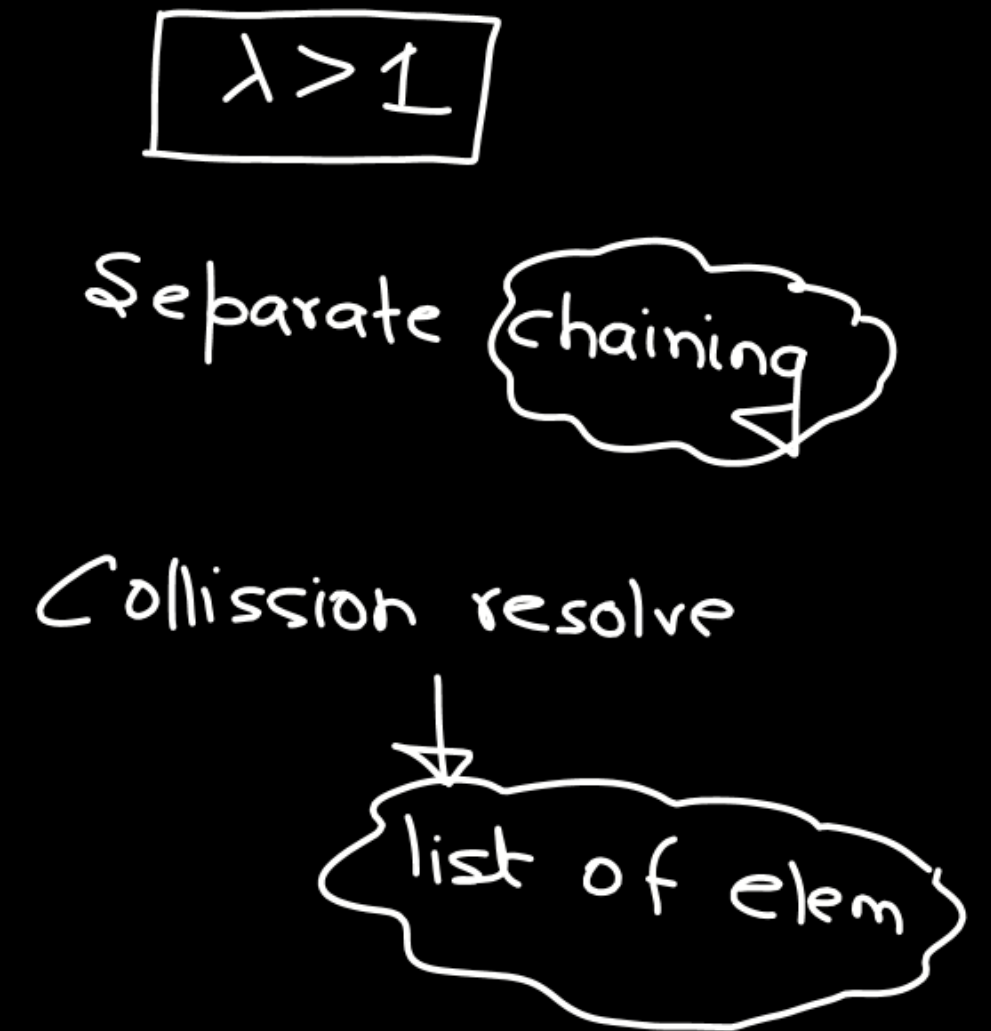 λ > 1
Separate chaining
Collission resolve
list of elem